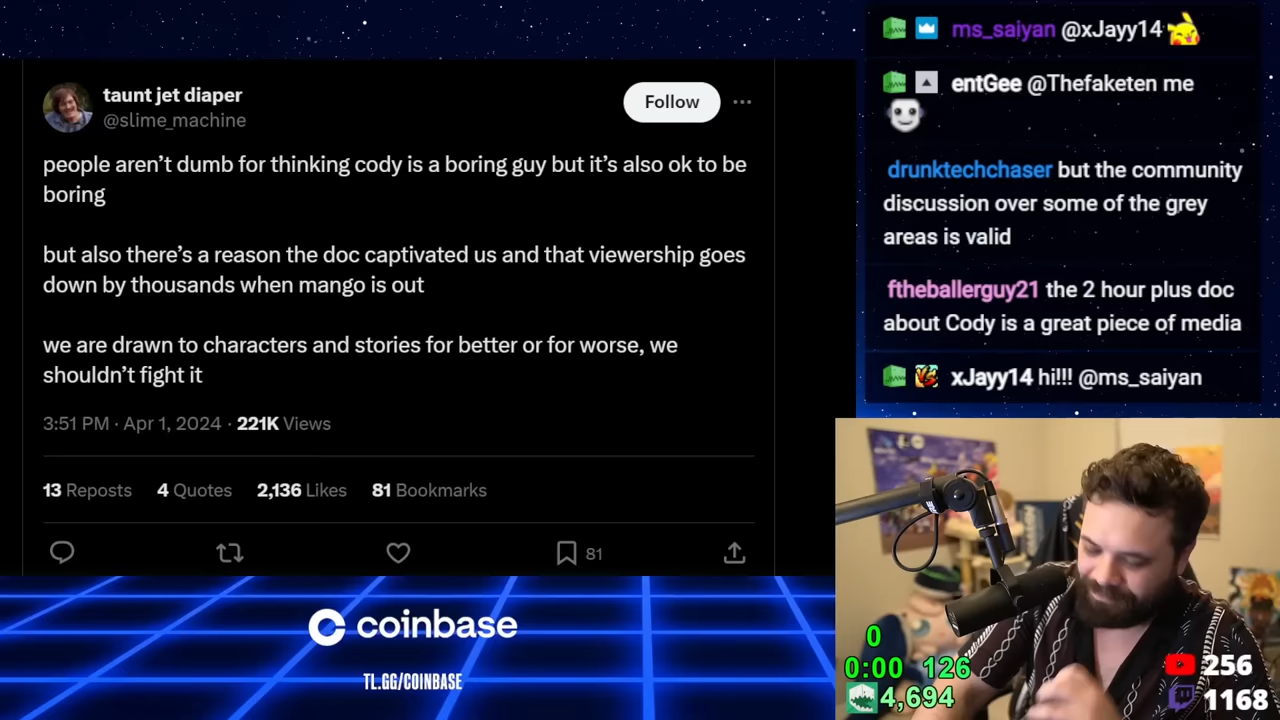 taunt jet diaper
@slime_machine
Follow
people aren't dumb for thinking cody is a boring guy but it's also ok to be
boring
but also there's a reason the doc captivated us and that viewership goes
down by thousands when mango is out
we are drawn to characters and stories for better or for worse, we
shouldn't fight it
3:51 PM · Apr 1, 2024 · 221K Views
13 Reposts 4 Quotes 2,136 Likes 81 Bookmarks
81
coinbase
TL.GG/COINBASE
ms_saiyan @xJayy14
entGee @Thefaketen me
drunktechchaser but the community
discussion over some of the grey
areas is valid
ftheballerguy21 the 2 hour plus doc
about Cody is a great piece of media
xJayy14 hi!!! @ms_saiyan
0
0:00 126
4,694
256
1168